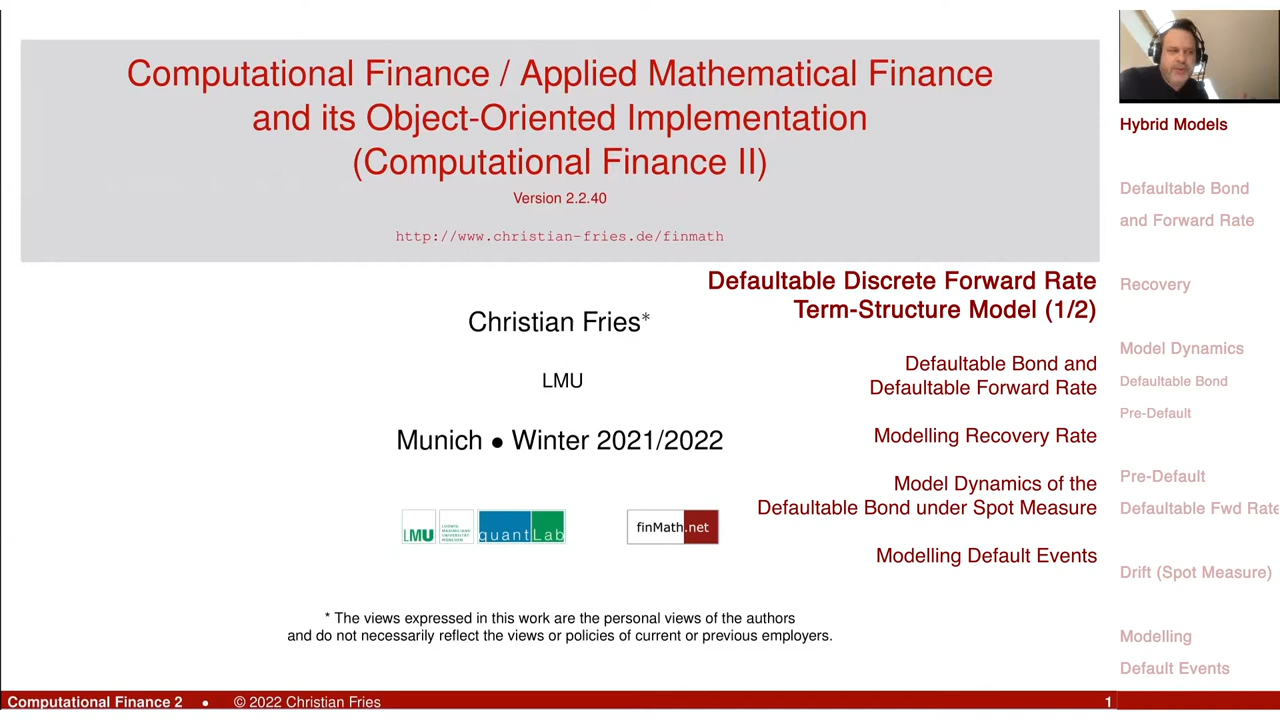 Computational Finance / Applied Mathematical Finance
and its Object-Oriented Implementation
(Computational Finance II)
Version 2.2.40
http://www.christian-fries.de/finmath
Defaultable Discrete Forward Rate
Term-Structure Model (1/2)
Christian Fries*
Defaultable Bond and
Defaultable Forward Rate
LMU
Modelling Recovery Rate
Munich • Winter 2021/2022
Model Dynamics of the
Defaultable Bond under Spot Measure
LMU
LUDWIG
MAXIMILIANS
UNIVERSITÄT
MÜNCHEN
quantLab
finMath.net
Modelling Default Events
* The views expressed in this work are the personal views of the authors
and do not necessarily reflect the views or policies of current or previous employers.
Hybrid Models
Defaultable Bond
and Forward Rate
Recovery
Model Dynamics
Defaultable Bond
Pre-Default
Pre-Default
Defaultable Fwd Rate
Drift (Spot Measure)
Modelling
Default Events
Computational Finance 2 • © 2022 Christian Fries 1